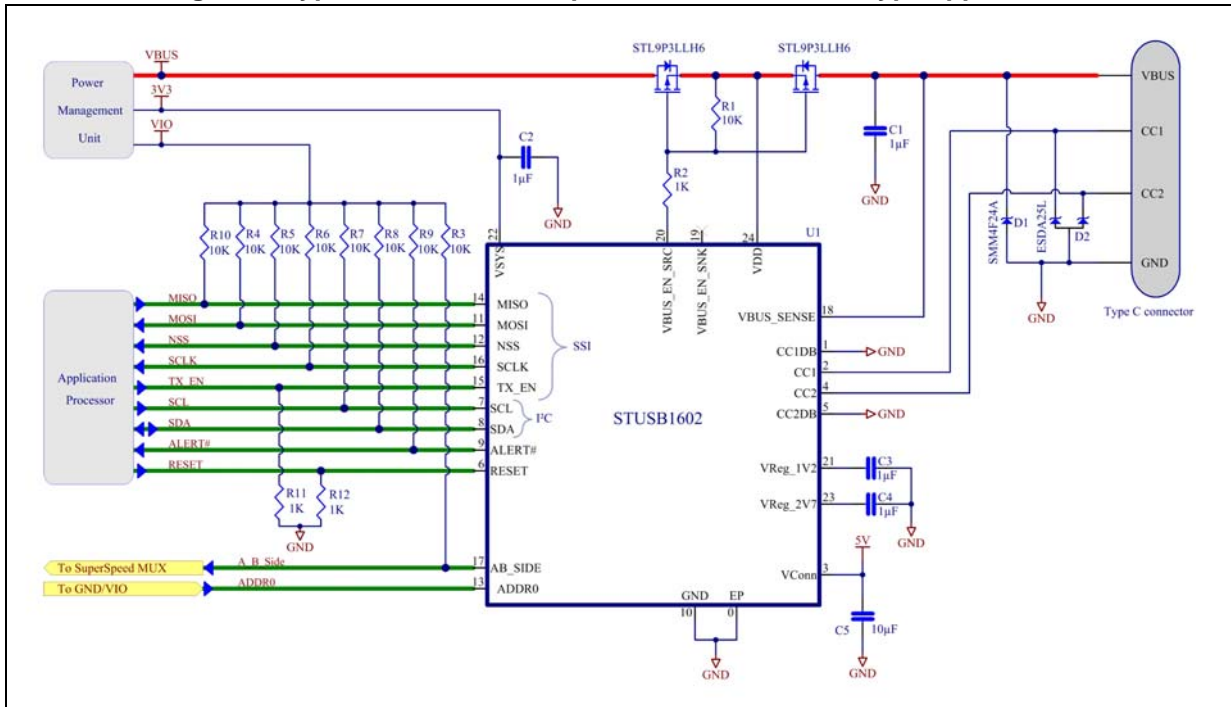 VBUS
Power
Management
Unit
3V3
VIO
STL9P3LLH6
STL9P3LLH6
R1
10K
C1
1µF
GND
VBUS
CC1
CC2
GND
Type C connector
C2
1µF
GND
R2
1K
SMM4F24A
D1
ESDA25L
D2
GND
R10
10K
R4
10K
R5
10K
R6
10K
R7
10K
R8
10K
R9
10K
R3
10K
22
VSYS
20
VBUS_EN_SRC
19
VBUS_EN_SNK
24
VDD
U1
Application
Processor
MISO
MOSI
NSS
SCLK
TX_EN
SCL
SDA
ALERT#
RESET
14 MISO
11 MOSI
12 NSS
16 SCLK
15 TX_EN
SSI
7 SCL
8 SDA
I²C
9 ALERT#
6 RESET
STUSB1602
VBUS_SENSE 18
CC1DB 1 GND
CC1 2
CC2 4
CC2DB 5 GND
VReg_1V2 21
C3
1µF
VReg_2V7 23
C4
1µF
GND
R11
1K
R12
1K
GND
5V
VConn 3
C5 10µF
GND
To SuperSpeed MUX
A_B_Side
17 AB_SIDE
To GND/VIO
ADDR0
13 ADDR0
GND EP
10 0
GND